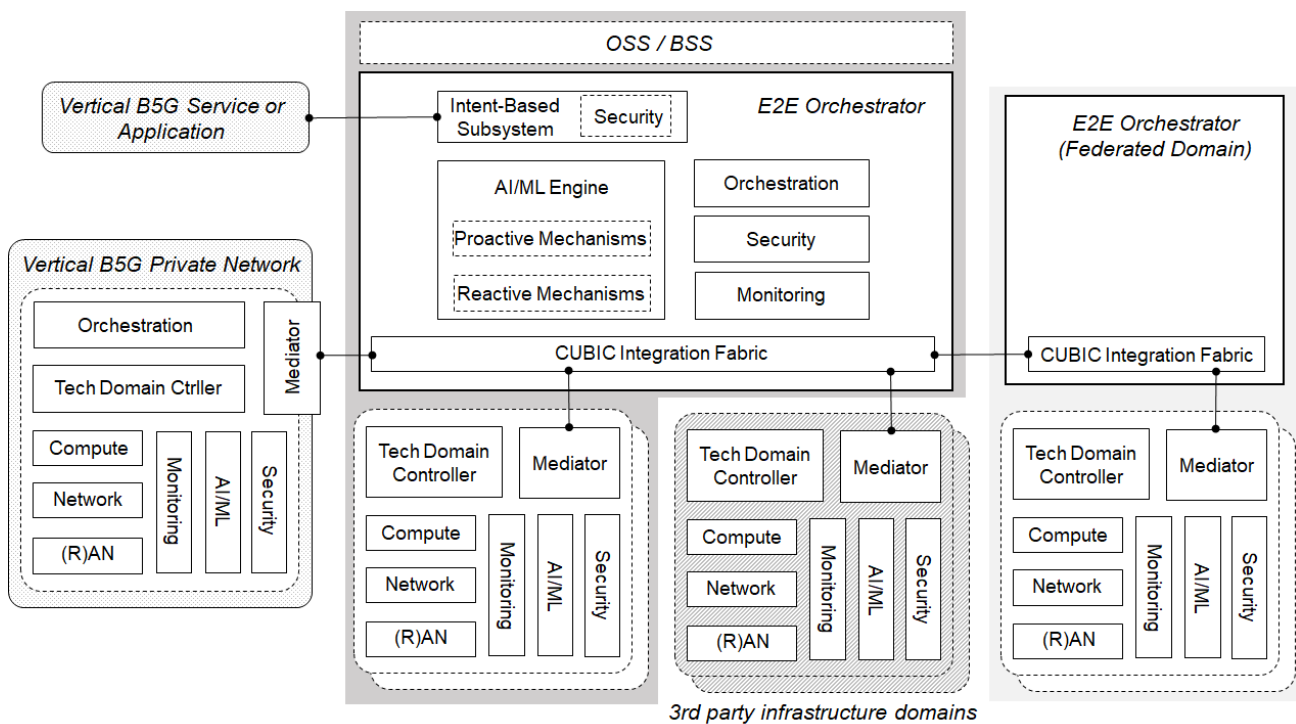 OSS / BSS
Vertical B5G Service or
Application
Intent-Based
Subsystem
Security
E2E Orchestrator
AI/ML Engine
Proactive Mechanisms
Reactive Mechanisms
Orchestration
Security
Monitoring
CUBIC Integration Fabric
E2E Orchestrator
(Federated Domain)
CUBIC Integration Fabric
Vertical B5G Private Network
Orchestration
Tech Domain Ctrller
Mediator
Compute
Network
(R)AN
Monitoring
AI/ML
Security
Tech Domain
Controller
Mediator
Compute
Network
(R)AN
Monitoring
AI/ML
Security
Tech Domain
Controller
Mediator
Compute
Network
(R)AN
Monitoring
AI/ML
Security
3rd party infrastructure domains
Tech Domain
Controller
Mediator
Compute
Network
(R)AN
Monitoring
AI/ML
Security